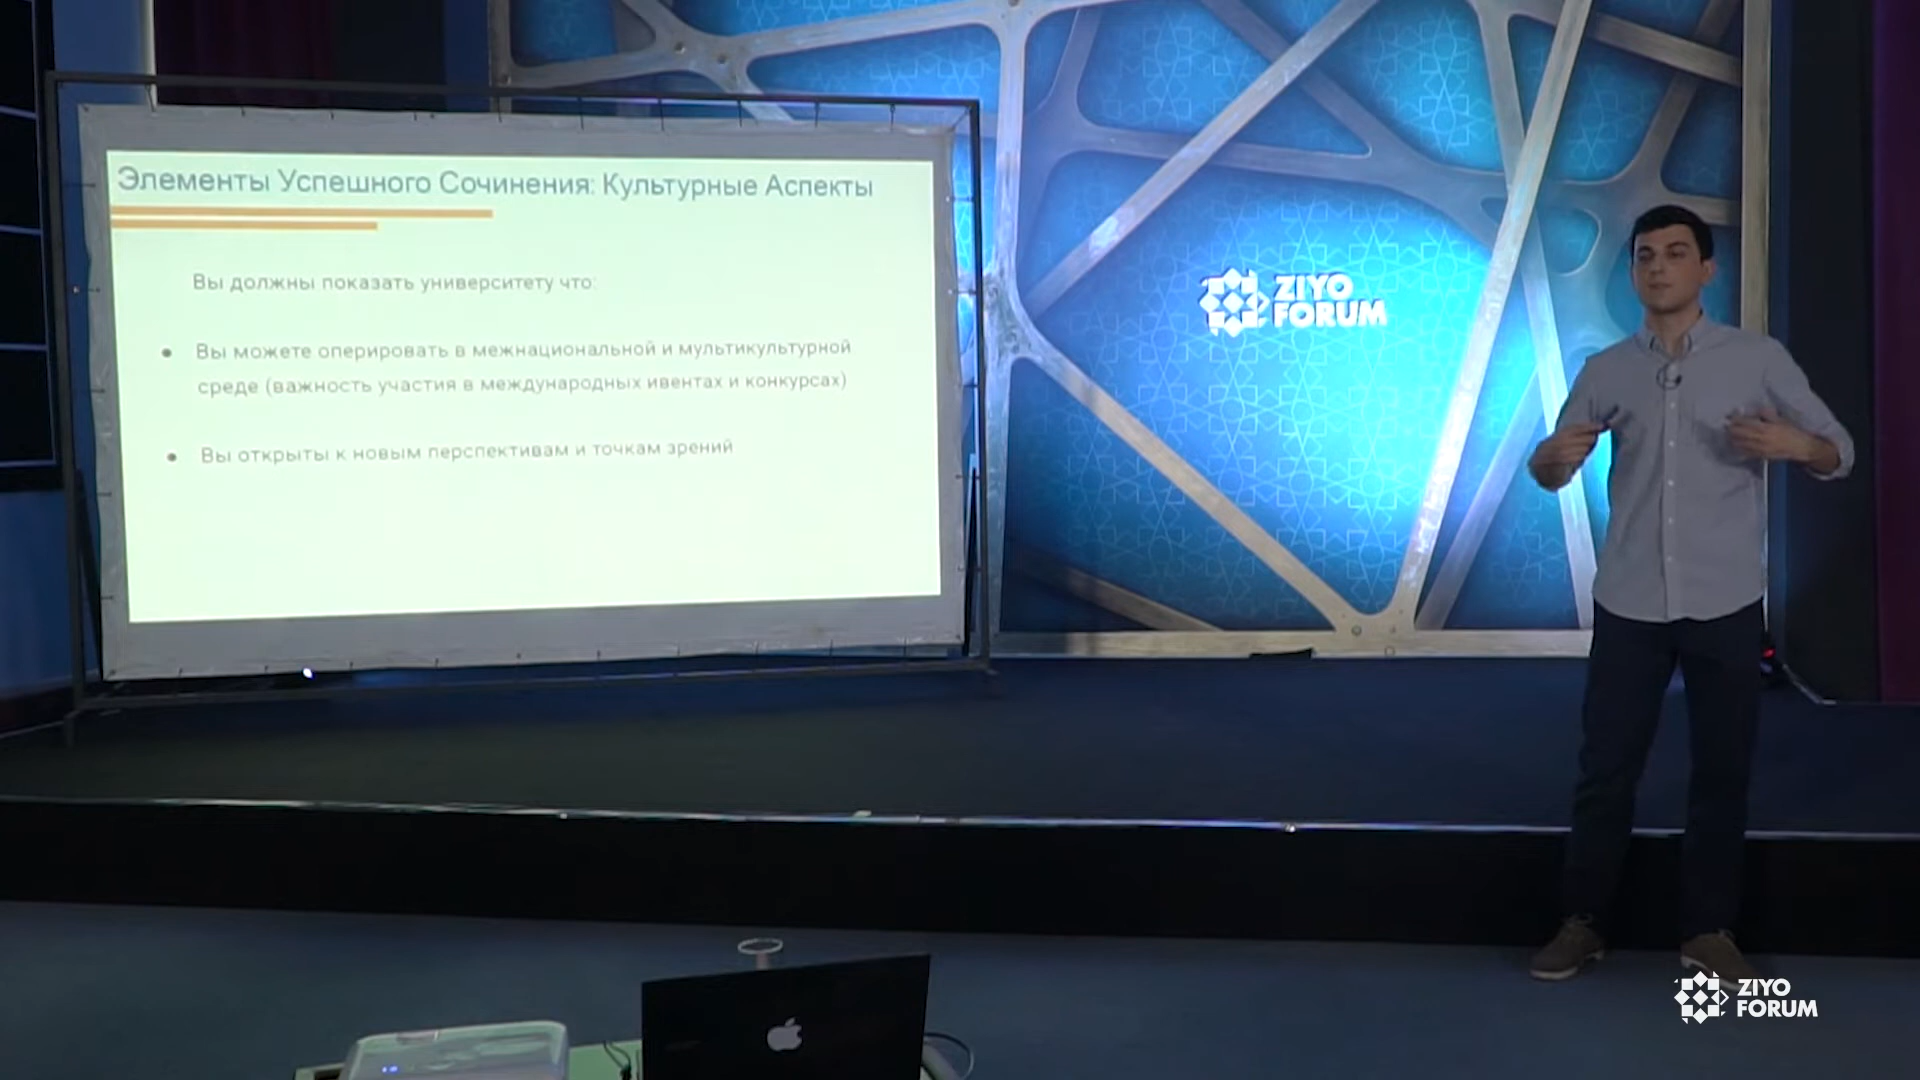 Элементы Успешного Сочинения: Культурные Аспекты
Вы должны показать университету что:
● Вы можете оперировать в межнациональной и мультикультурной
среде (важность участия в международных ивентах и конкурсах)
● Вы открыты к новым перспективам и точкам зрений
ZIYO
FORUM
ZIYO
FORUM